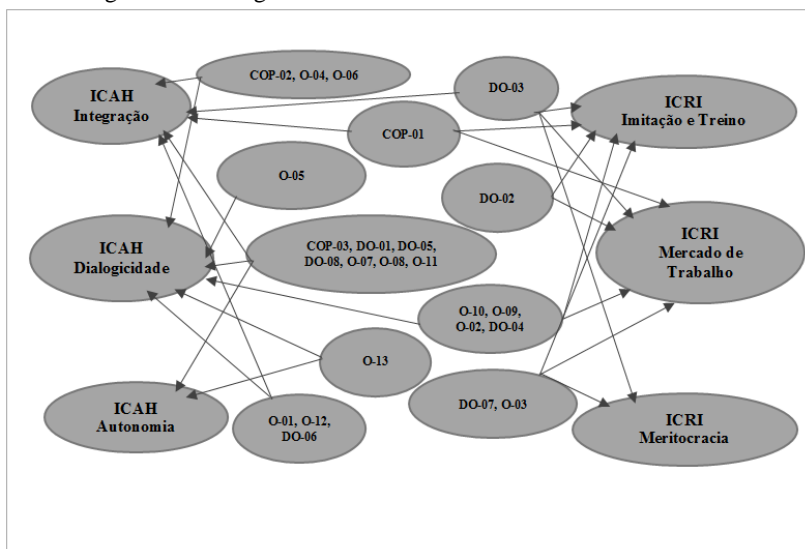 COP-02, O-04, O-06
DO-03
ICAH
Integração
ICRI
Imitação e Treino
COP-01
O-05
DO-02
ICAH
Dialogicidade
COP-03, DO-01, DO-05,
DO-08, O-07, O-08, O-11
ICRI
Mercado de
Trabalho
O-10, O-09,
O-02, DO-04
O-13
ICAH
Autonomia
O-01, O-12,
DO-06
DO-07, O-03
ICRI
Meritocracia